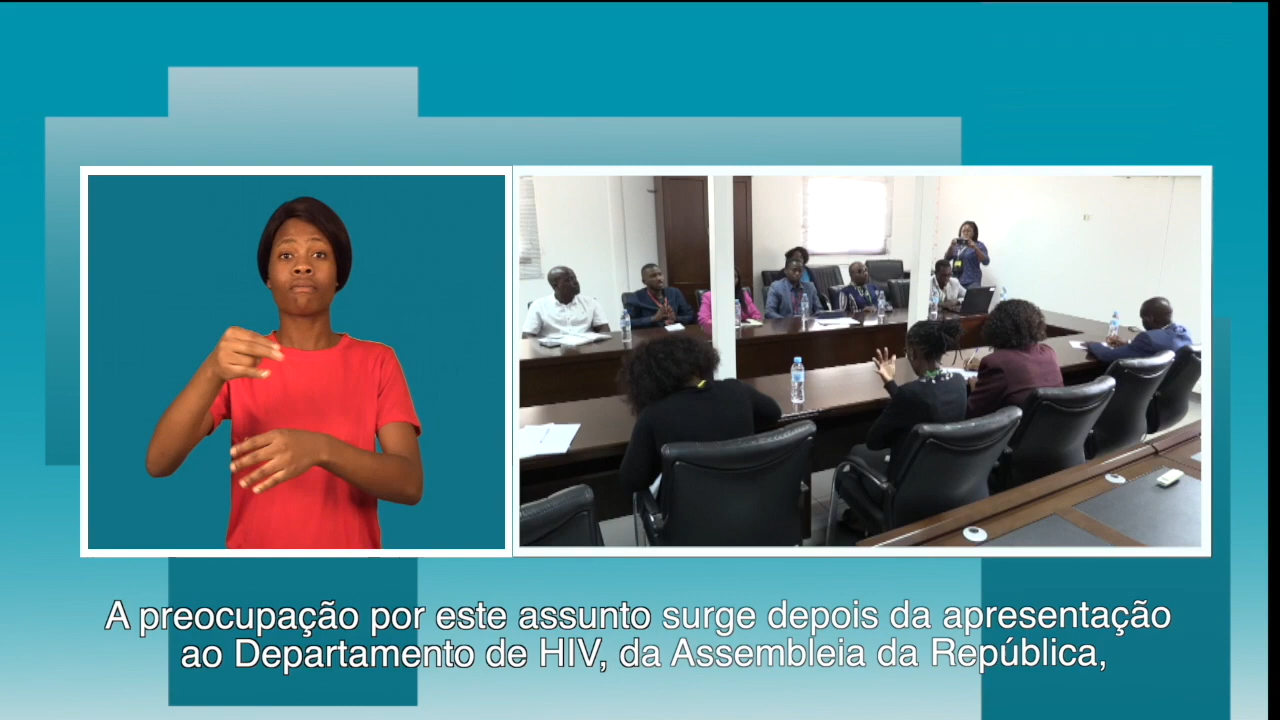 A preocupação por este assunto surge depois da apresentação
ao Departamento de HIV, da Assembleia da República,